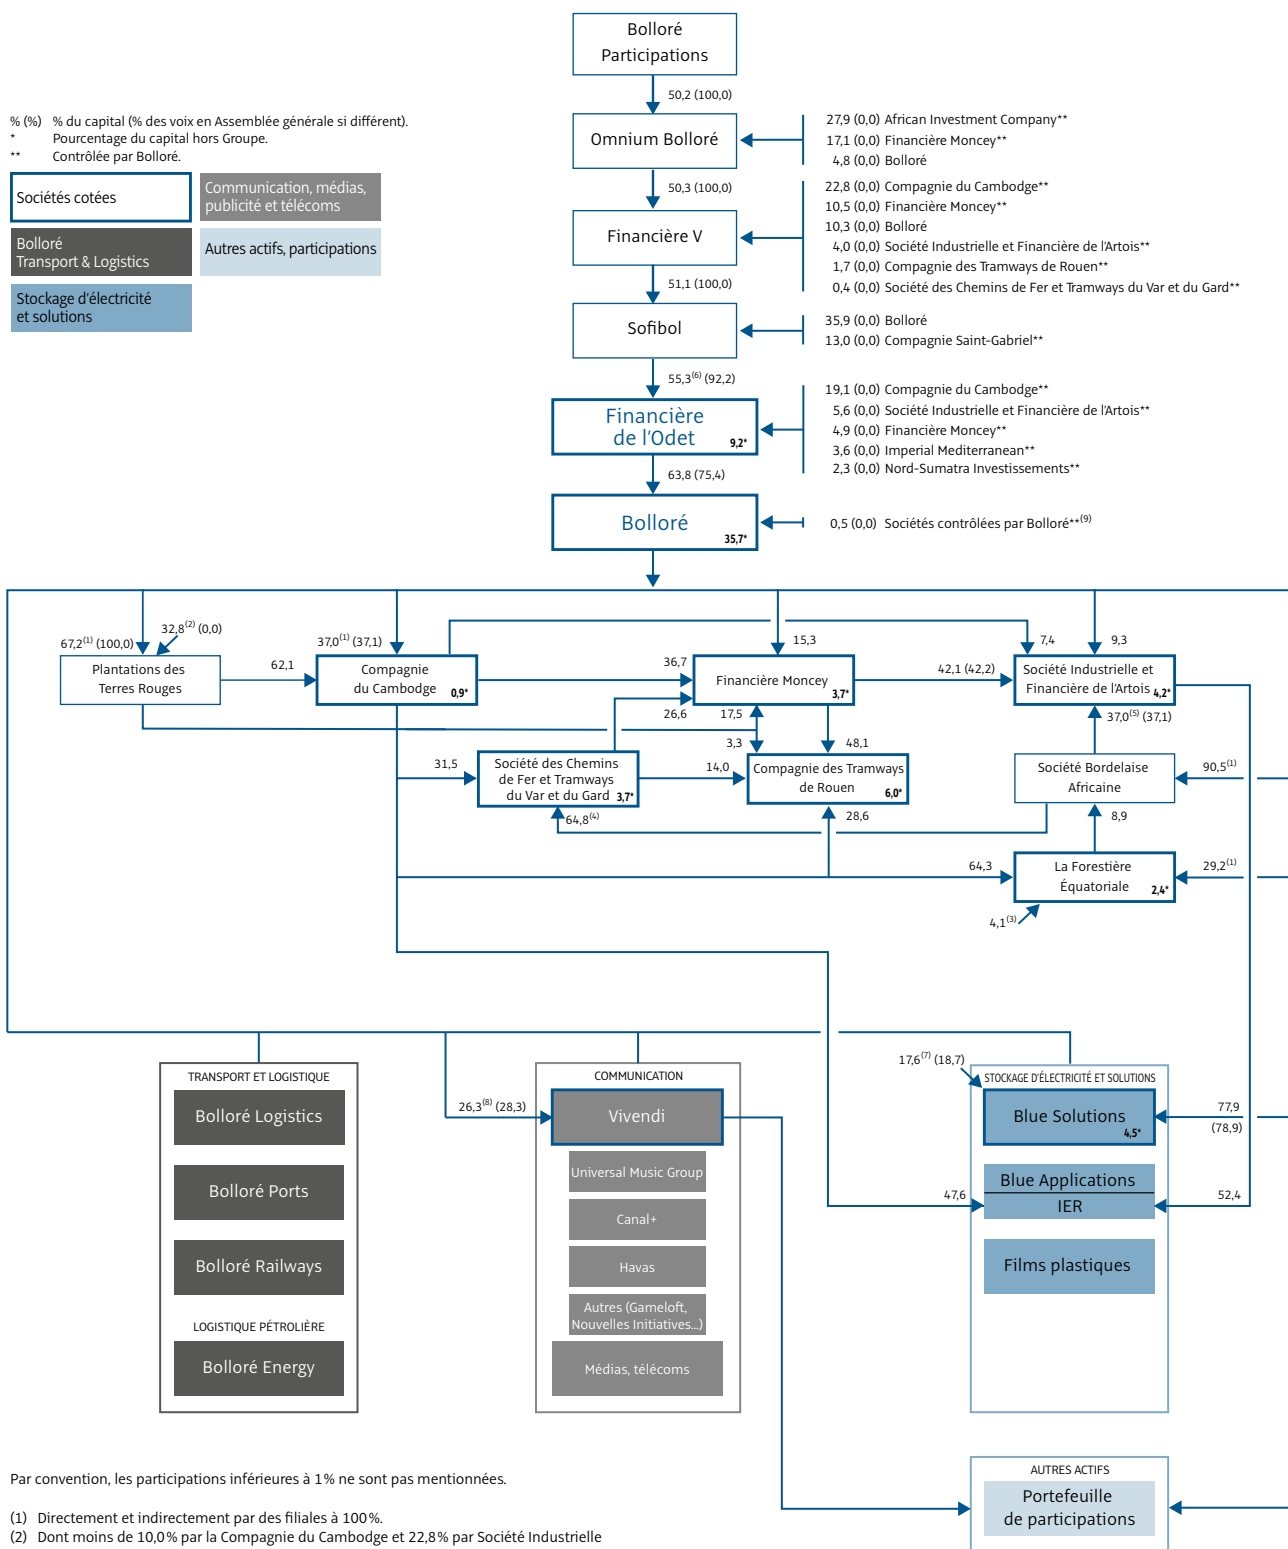 Bolloré
Participations
50,2 (100,0)
% (%) % du capital (% des voix en Assemblée générale si différent).
* Pourcentage du capital hors Groupe.
** Contrôlée par Bolloré.
Sociétés cotées
Communication, médias,
publicité et télécoms
Bolloré
Transport & Logistics
Autres actifs, participations
Stockage d'électricité
et solutions
Omnium Bolloré
27,9 (0,0) African Investment Company**
17,1 (0,0) Financière Moncey**
4,8 (0,0) Bolloré
50,3 (100,0)
Financière V
22,8 (0,0) Compagnie du Cambodge**
10,5 (0,0) Financière Moncey**
10,3 (0,0) Bolloré
4,0 (0,0) Société Industrielle et Financière de l'Artois**
1,7 (0,0) Compagnie des Tramways de Rouen**
0,4 (0,0) Société des Chemins de Fer et Tramways du Var et du Gard**
51,1 (100,0)
Sofibol
35,9 (0,0) Bolloré
13,0 (0,0) Compagnie Saint-Gabriel**
55,3(6) (92,2)
Financière
de l'Odet
9,2*
19,1 (0,0) Compagnie du Cambodge**
5,6 (0,0) Société Industrielle et Financière de l'Artois**
4,9 (0,0) Financière Moncey**
3,6 (0,0) Imperial Mediterranean**
2,3 (0,0) Nord-Sumatra Investissements**
63,8 (75,4)
Bolloré
35,7*
0,5 (0,0) Sociétés contrôlées par Bolloré**(9)
67,2(1) (100,0)
32,8(2) (0,0)
37,0(1) (37,1)
15,3
7,4
9,3
Plantations des
Terres Rouges
62,1
Compagnie
du Cambodge 0,9*
36,7
Financière Moncey
3,7*
42,1 (42,2)
Société Industrielle et
Financière de l'Artois 4,2*
26,6
17,5
37,0(5) (37,1)
3,3
48,1
31,5
Société des Chemins
de Fer et Tramways
du Var et du Gard 3,7*
14,0
Compagnie des Tramways
de Rouen
6,0*
Société Bordelaise
Africaine
90,5(1)
64,8(4)
28,6
8,9
64,3
La Forestière
Équatoriale
2,4*
29,2(1)
4,1(3)
TRANSPORT ET LOGISTIQUE
Bolloré Logistics
Bolloré Ports
Bolloré Railways
LOGISTIQUE PÉTROLIÈRE
Bolloré Energy
COMMUNICATION
26,3(8) (28,3)
Vivendi
Universal Music Group
Canal+
Havas
Autres (Gameloft,
Nouvelles Initiatives...)
Médias, télécoms
17,6(7) (18,7)
STOCKAGE D'ÉLECTRICITÉ ET SOLUTIONS
Blue Solutions
4,5*
77,9
(78,9)
Blue Applications
47,6
IER
52,4
Films plastiques
AUTRES ACTIFS
Portefeuille
de participations
Par convention, les participations inférieures à 1% ne sont pas mentionnées.
(1) Directement et indirectement par des filiales à 100%.
(2) Dont moins de 10,0% par la Compagnie du Cambodge et 22,8% par Société Industrielle